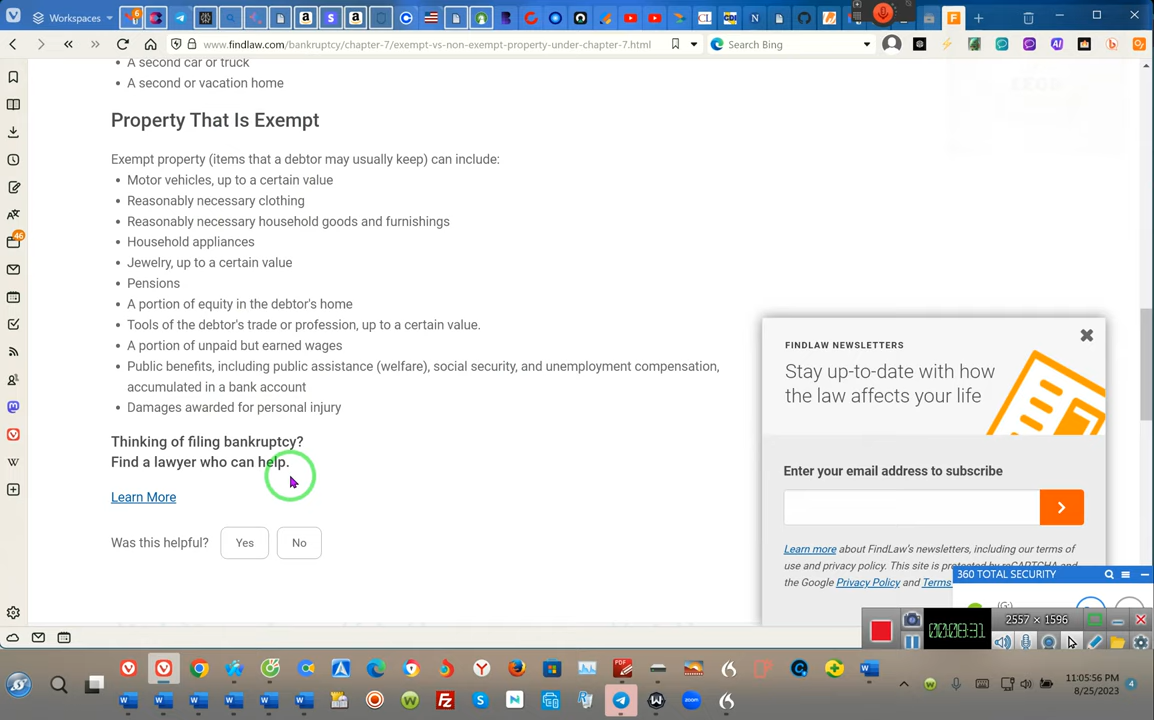 Workspaces
www.findlaw.com/bankruptcy/chapter-7/exempt-vs-non-exempt-property-under-chapter-7.html
Search Bing
A second car or truck
A second or vacation home
Property That Is Exempt
Exempt property (items that a debtor may usually keep) can include:
Motor vehicles, up to a certain value
Reasonably necessary clothing
Reasonably necessary household goods and furnishings
Household appliances
Jewelry, up to a certain value
Pensions
A portion of equity in the debtor's home
Tools of the debtor's trade or profession, up to a certain value.
A portion of unpaid but earned wages
Public benefits, including public assistance (welfare), social security, and unemployment compensation,
accumulated in a bank account
Damages awarded for personal injury
Thinking of filing bankruptcy?
Find a lawyer who can help.
Learn More
Was this helpful?
Yes
No
FINDLAW NEWSLETTERS
Stay up-to-date with how
the law affects your life
Enter your email address to subscribe
Learn more about FindLaw's newsletters, including our terms of
use and privacy policy. This site is protected by reCAPTCHA and
the Google Privacy Policy and Terms
360 TOTAL SECURITY
(G:)
2557 × 1596
00:08:31
46
11:05:56 PM
8/25/2023
4